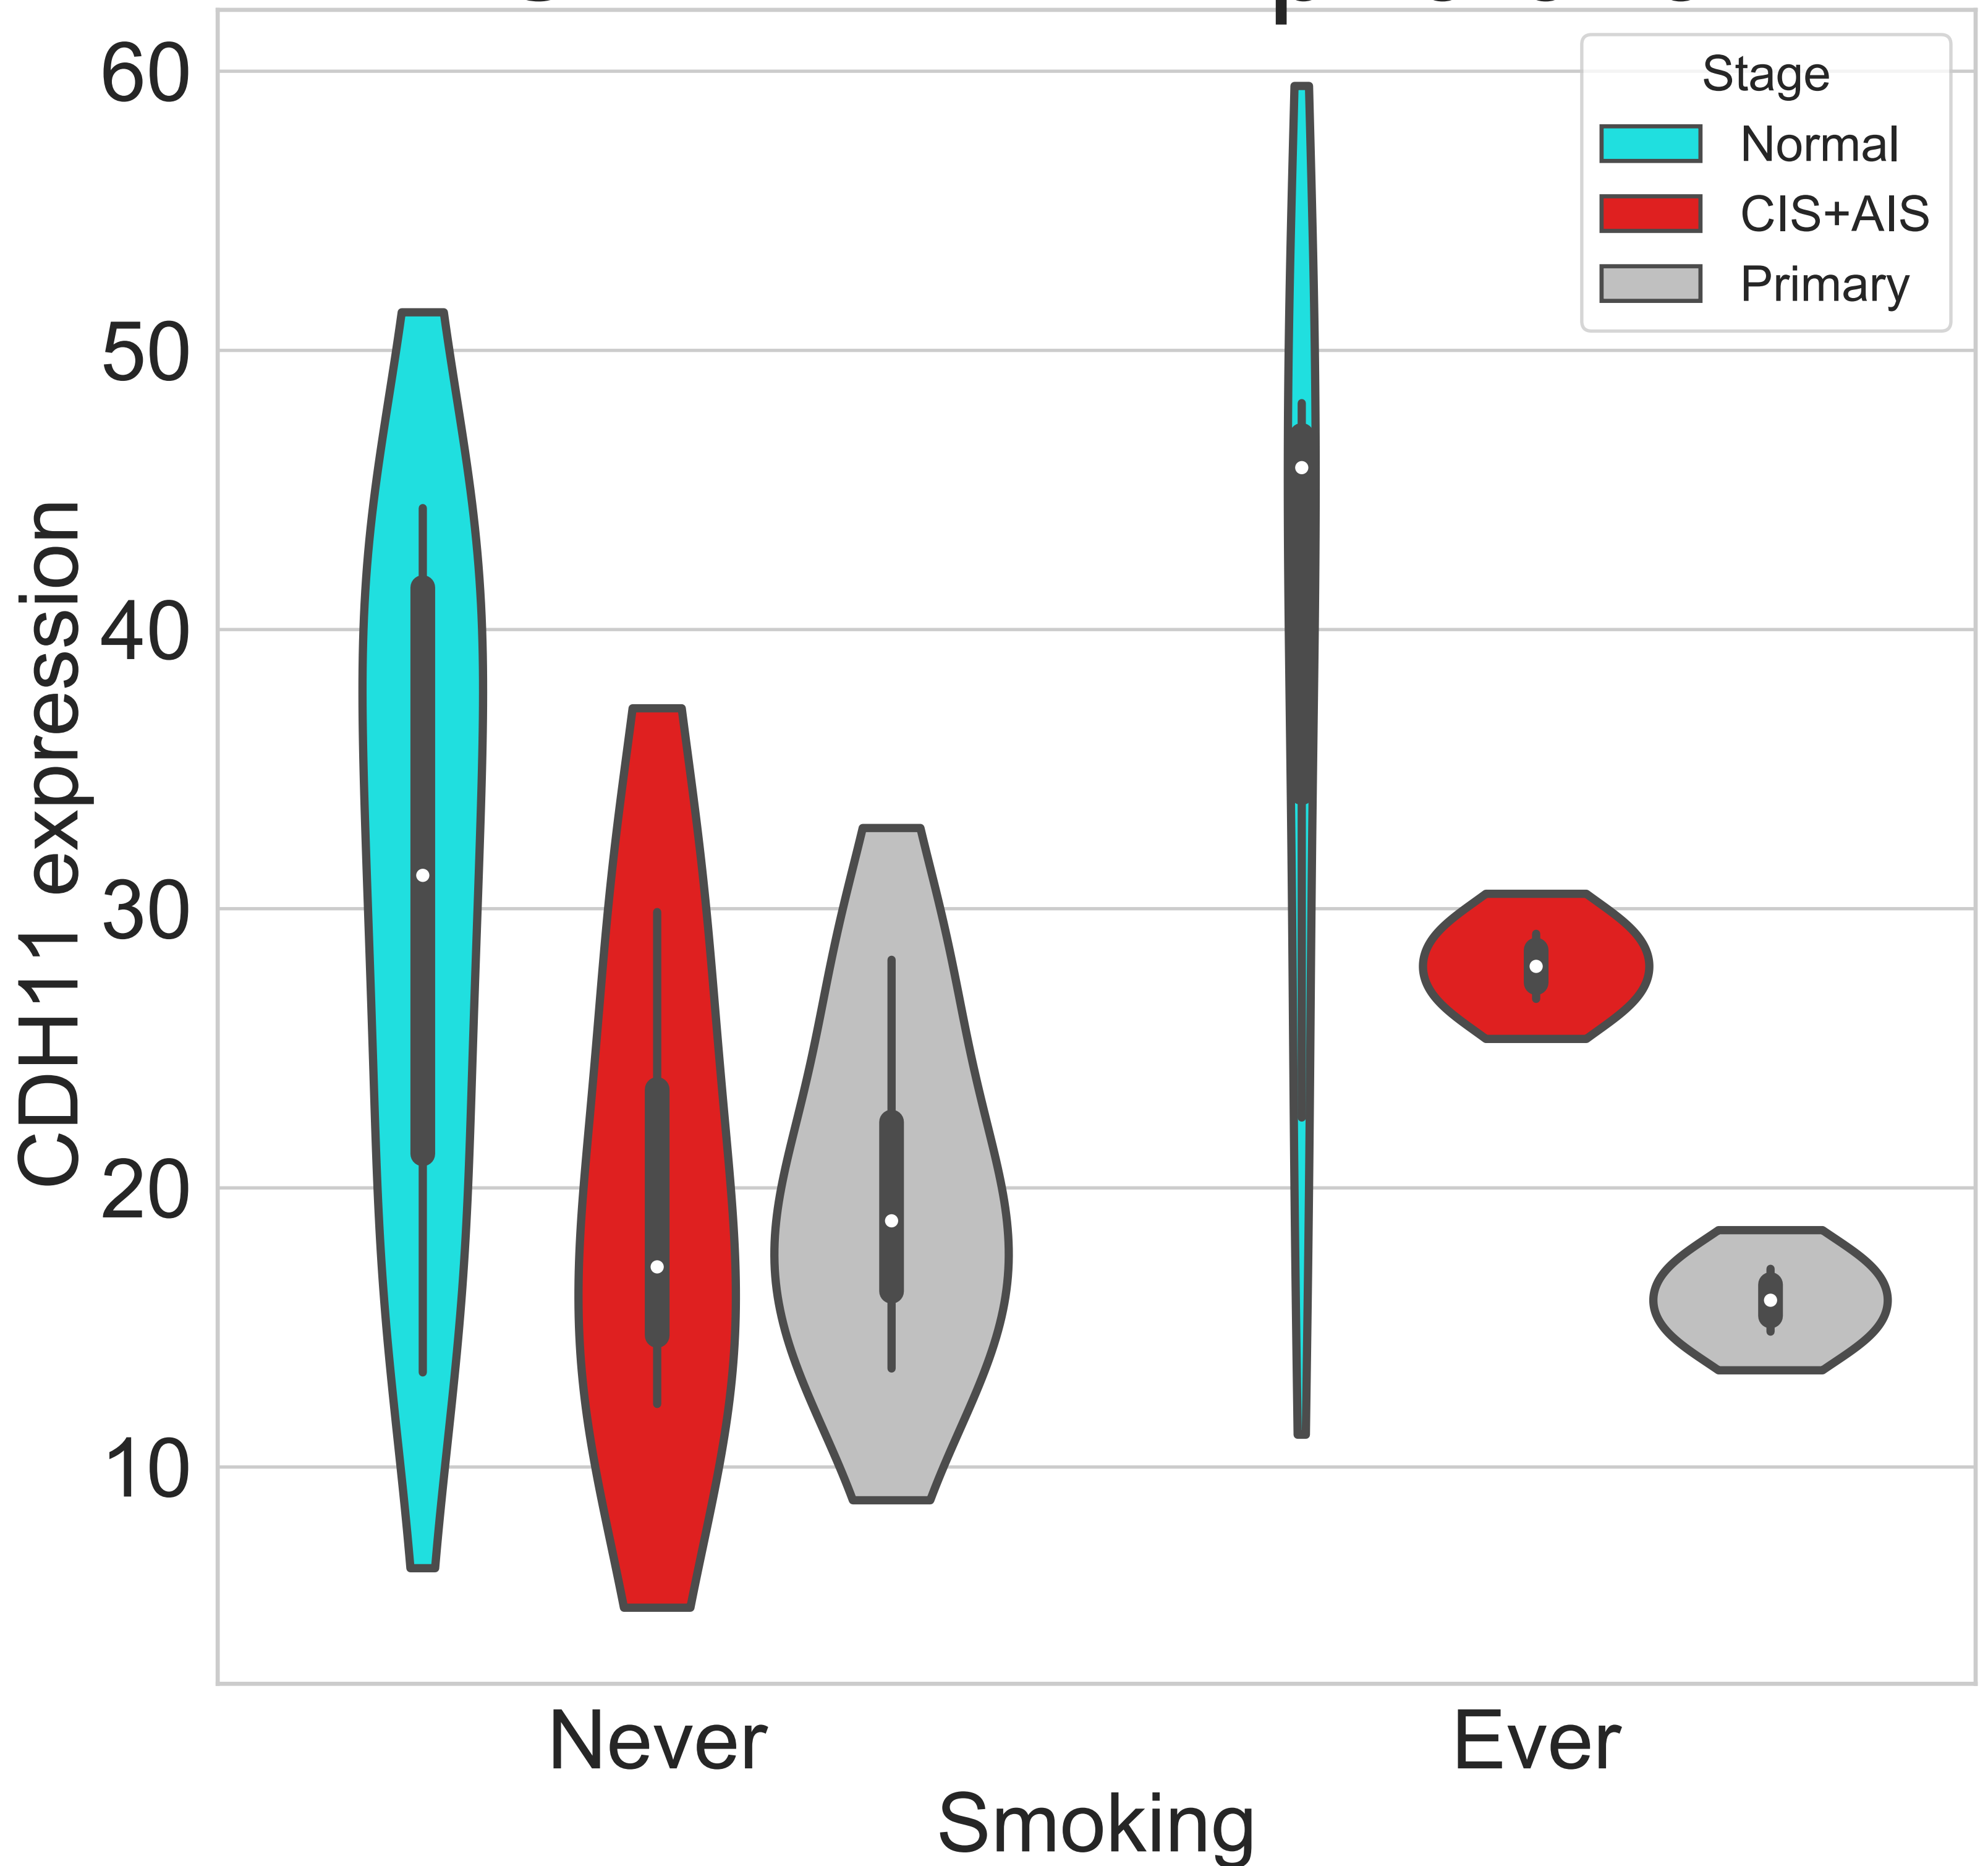 Stage
Normal
CIS+AIS
Primary
60
50
40
30
20
10
CDH11 expression
Never Ever
Smoking